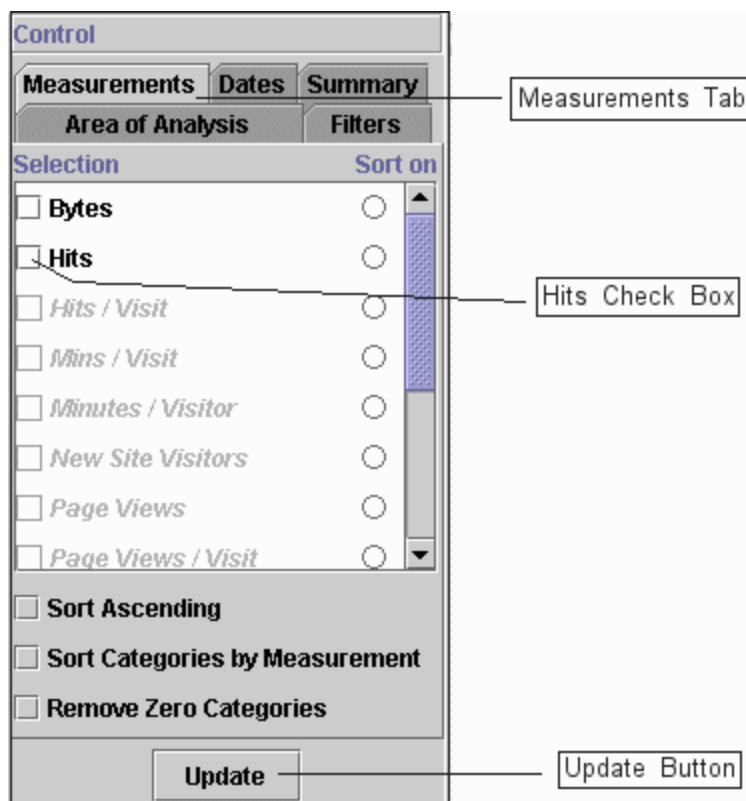 Control
Measurements Dates Summary
Measurements Tab
Area of Analysis Filters
Selection Sort on
Bytes
Hits
Hits Check Box
Hits / Visit
Mins / Visit
Minutes / Visitor
New Site Visitors
Page Views
Page Views / Visit
Sort Ascending
Sort Categories by Measurement
Remove Zero Categories
Update
Update Button